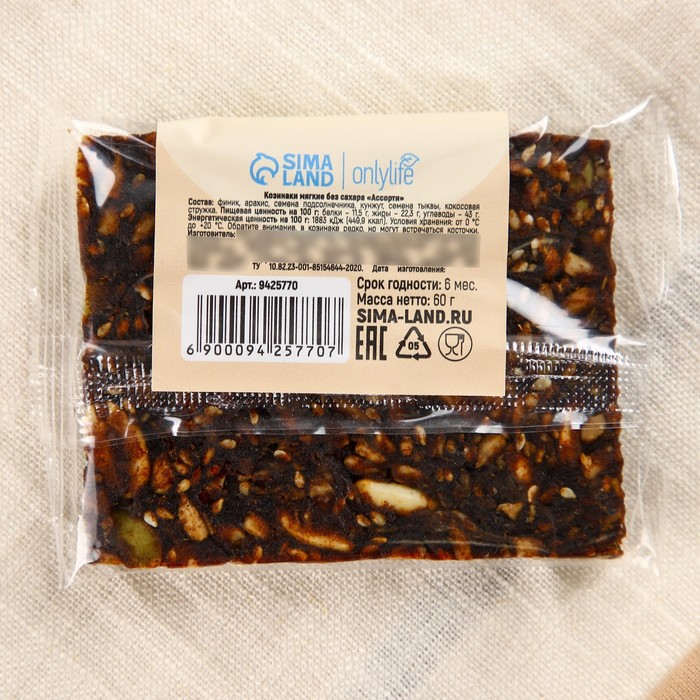 SIMA LAND | onlylife
Козинаки мягкие без сахара «Ассорти»
Состав: финик, арахис, семена подсолнечника, кунжут, семена тыквы, кокосовая
стружка. Пищевая ценность на 100 г: белки - 11,5 г, жиры - 22,3 г, углеводы - 43 г.
Энергетическая ценность на 100 г: 1883 кДж (449,9 ккал). Условия хранения: от 0 °C
до +20 °C. Обратите внимание, в козинаке редко, но могут встречаться косточки.
Изготовитель:
ТУ 10.82.23-001-85154644-2020. Дата изготовления:
Арт.: 9425770
6 900094 257707
Срок годности: 6 мес.
Масса нетто: 60 г
SIMA-LAND.RU
EAC 05